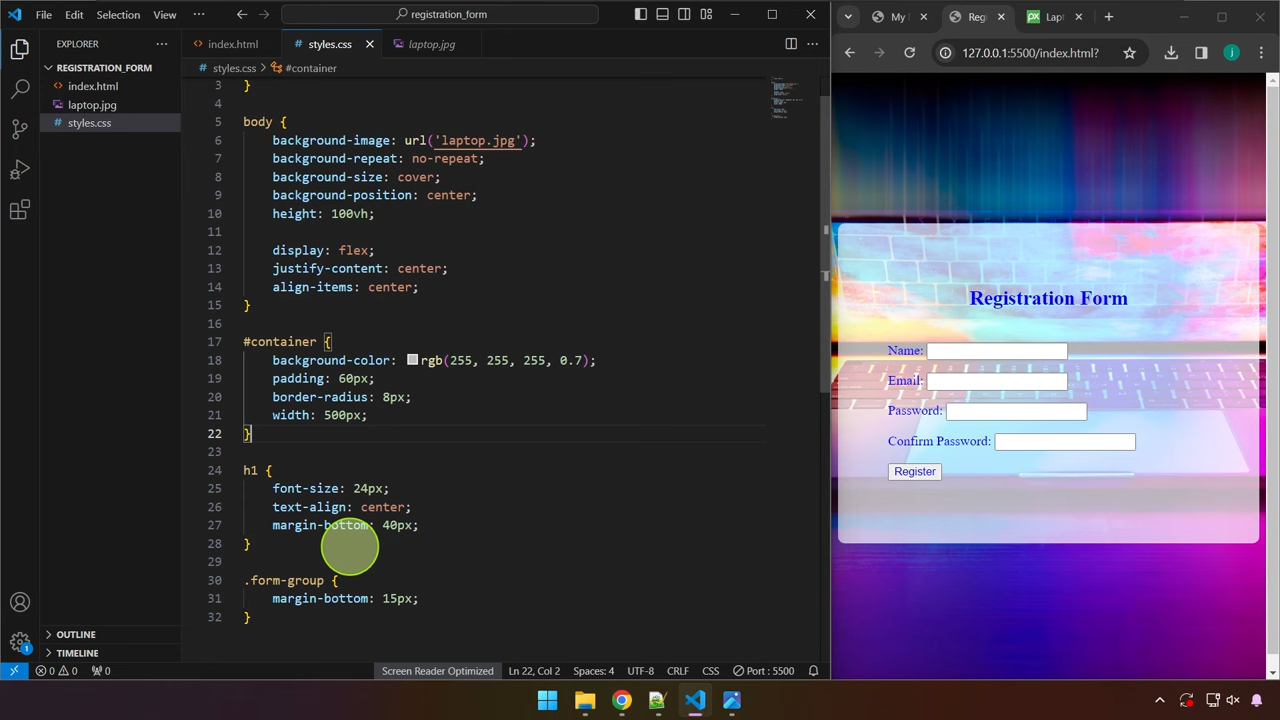 File Edit Selection View ··· registration_form
EXPLORER ···
REGISTRATION_FORM
index.html
laptop.jpg
styles.css
OUTLINE
TIMELINE
index.html styles.css laptop.jpg
styles.css > #container
3 }
4
5 body {
6 background-image: url('laptop.jpg');
7 background-repeat: no-repeat;
8 background-size: cover;
9 background-position: center;
10 height: 100vh;
11
12 display: flex;
13 justify-content: center;
14 align-items: center;
15 }
16
17 #container {
18 background-color: rgb(255, 255, 255, 0.7);
19 padding: 60px;
20 border-radius: 8px;
21 width: 500px;
22 }
23
24 h1 {
25 font-size: 24px;
26 text-align: center;
27 margin-bottom: 40px;
28 }
29
30 .form-group {
31 margin-bottom: 15px;
32 }
0 0 0 Screen Reader Optimized Ln 22, Col 2 Spaces: 4 UTF-8 CRLF CSS Port : 5500
1
My Regi Lapt
127.0.0.1:5500/index.html? j
Registration Form
Name:
Email:
Password:
Confirm Password:
Register